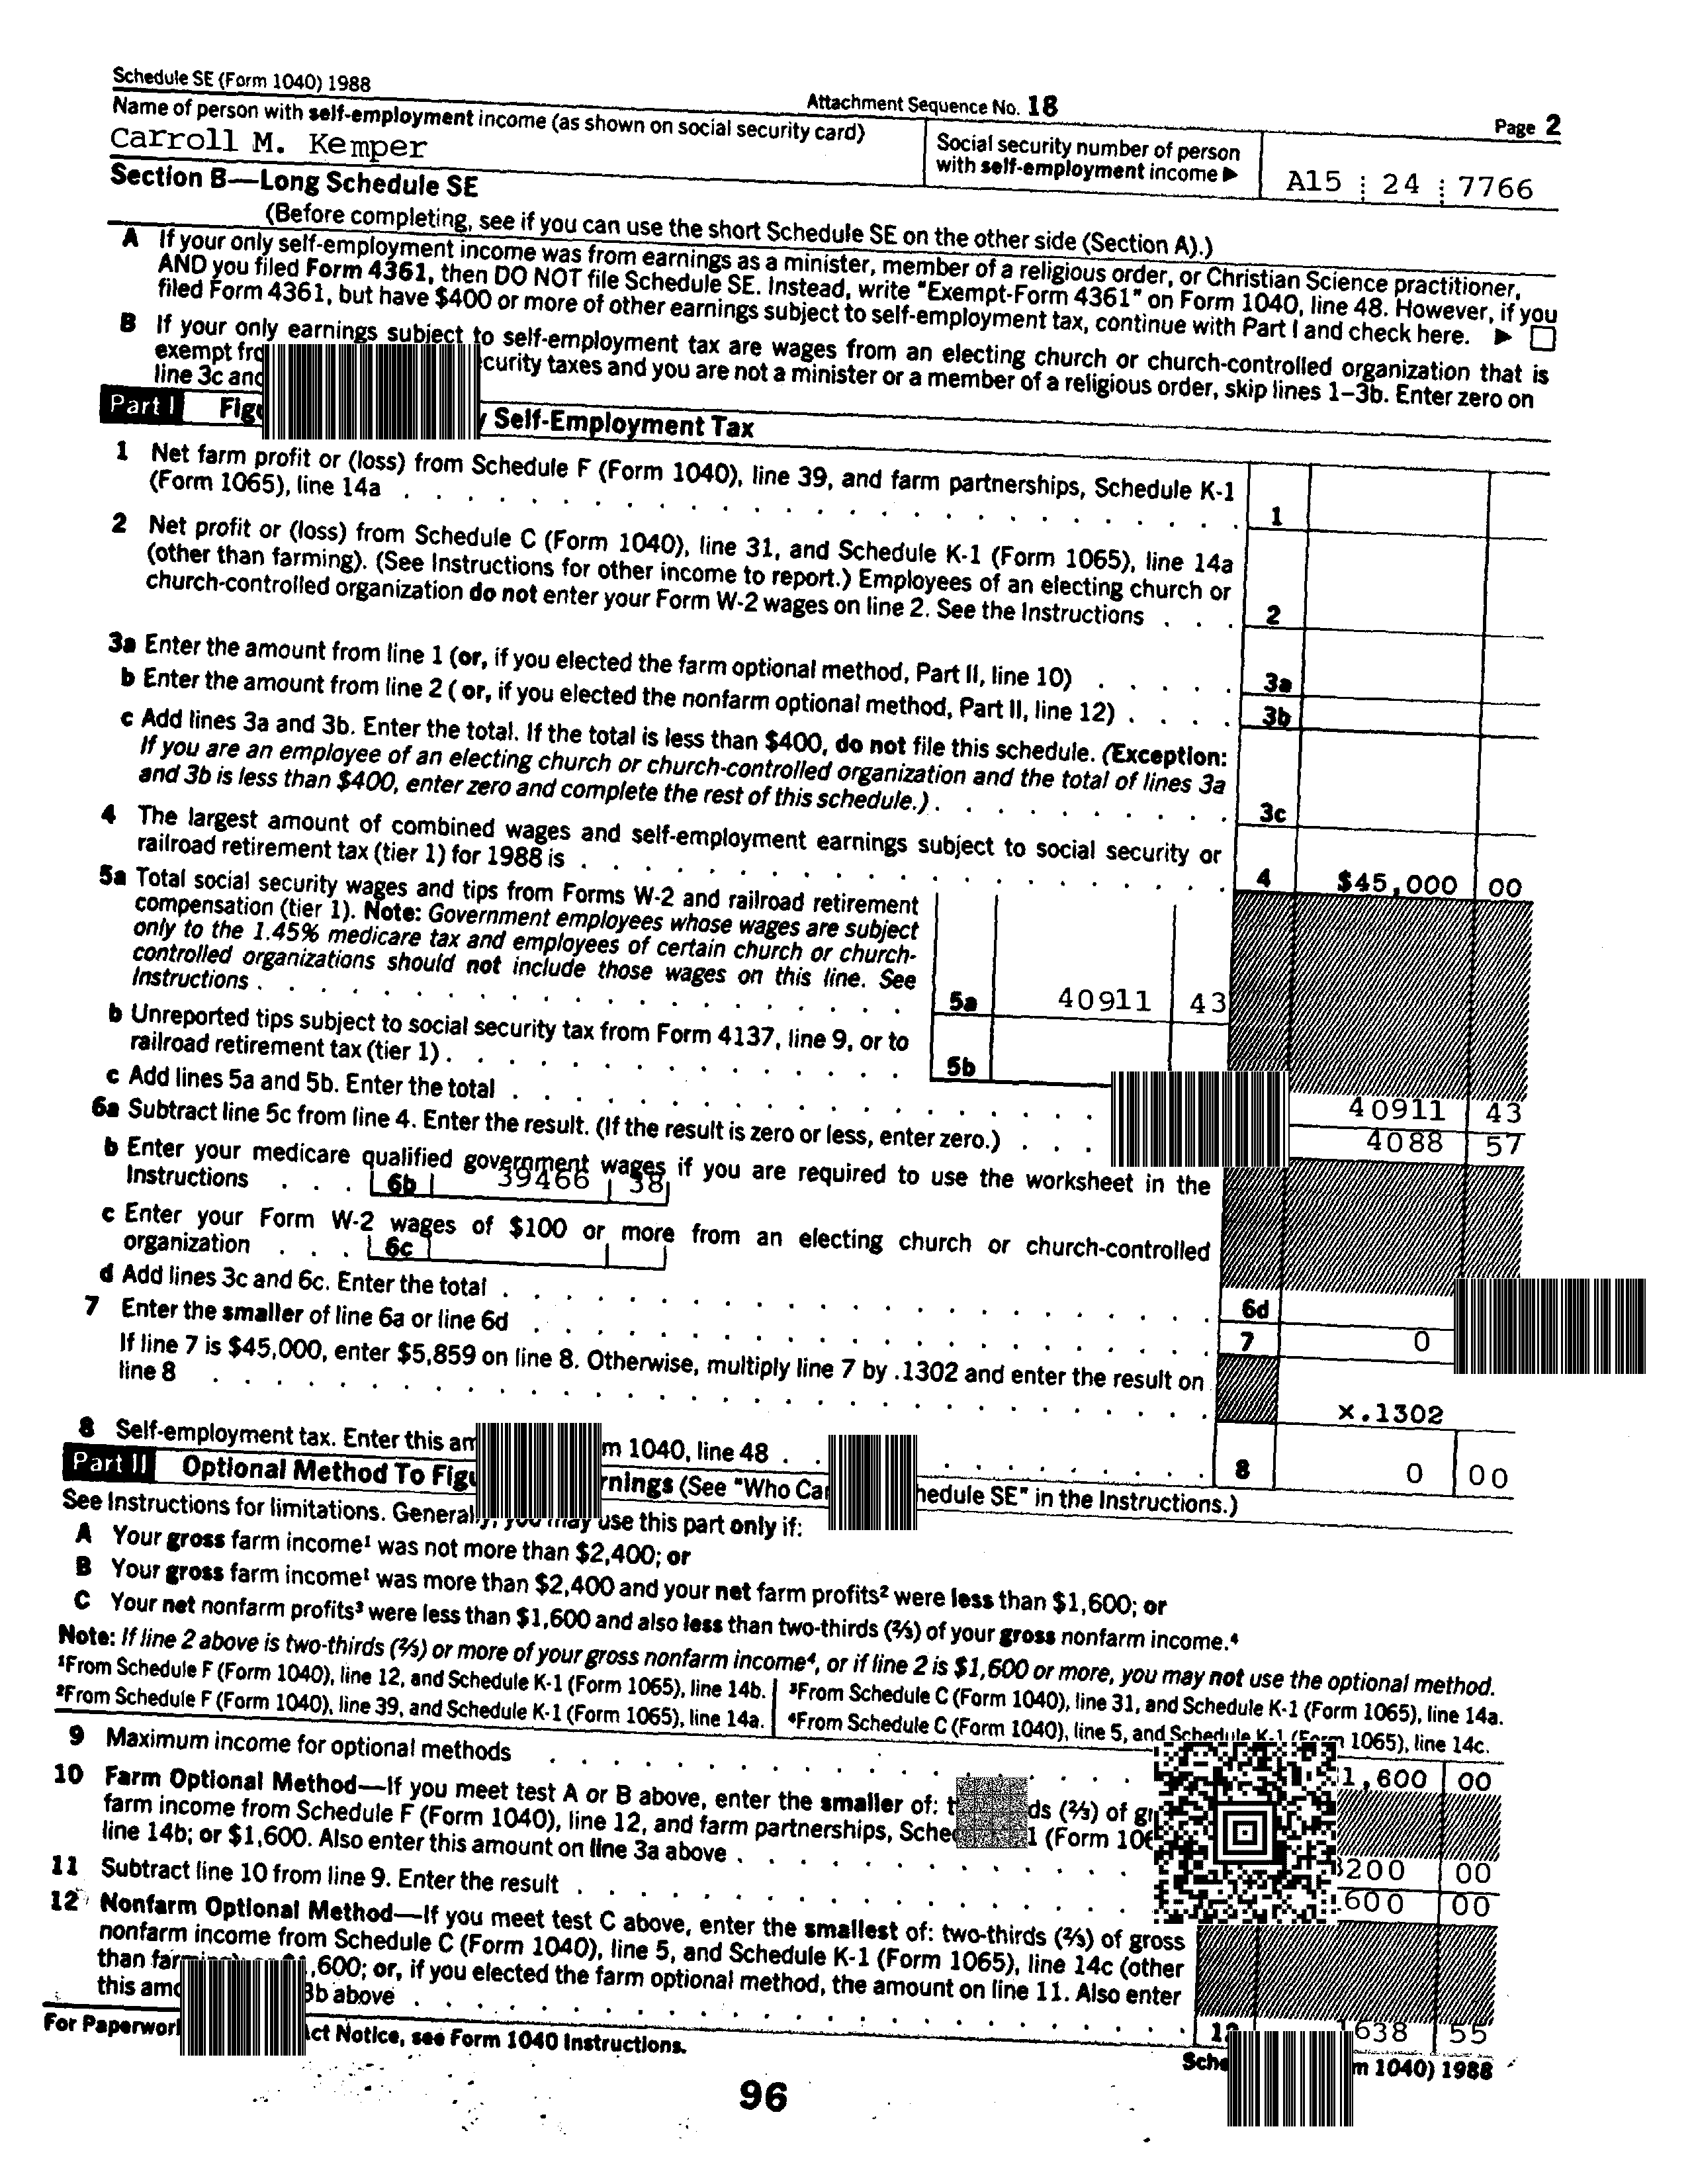 Schedule SE (Form 1040) 1988
Attachment Sequence No. 18
Page 2
Name of person with self-employment income (as shown on social security card)
Carroll M. Kemper
Social security number of person
with self-employment income ▶
A15 24 7766
Section B—Long Schedule SE
(Before completing, see if you can use the short Schedule SE on the other side (Section A).)
A If your only self-employment income was from earnings as a minister, member of a religious order, or Christian Science practitioner,
AND you filed Form 4361, then DO NOT file Schedule SE. Instead, write "Exempt-Form 4361" on Form 1040, line 48. However, if you
filed Form 4361, but have $400 or more of other earnings subject to self-employment tax, continue with Part I and check here. ▶
B If your only earnings subject to self-employment tax are wages from an electing church or church-controlled organization that is
exempt taxes and you are not a minister or a member of a religious order, skip lines 1–3b. Enter zero on
line 3c
Part I Self-Employment Tax
1 Net farm profit or (loss) from Schedule F (Form 1040), line 39, and farm partnerships, Schedule K-1
(Form 1065), line 14a 1
2 Net profit or (loss) from Schedule C (Form 1040), line 31, and Schedule K-1 (Form 1065), line 14a
(other than farming). (See Instructions for other income to report.) Employees of an electing church or
church-controlled organization do not enter your Form W-2 wages on line 2. See the Instructions . . . 2
3a Enter the amount from line 1 (or, if you elected the farm optional method, Part II, line 10) . . . . . 3a
b Enter the amount from line 2 ( or, if you elected the nonfarm optional method, Part II, line 12) . . . . 3b
c Add lines 3a and 3b. Enter the total. If the total is less than $400, do not file this schedule. (Exception:
If you are an employee of an electing church or church-controlled organization and the total of lines 3a
and 3b is less than $400, enter zero and complete the rest of this schedule.) 3c
4 The largest amount of combined wages and self-employment earnings subject to social security or
railroad retirement tax (tier 1) for 1988 is 4 $45,000 00
5a Total social security wages and tips from Forms W-2 and railroad retirement
compensation (tier 1). Note: Government employees whose wages are subject
only to the 1.45% medicare tax and employees of certain church or church-
controlled organizations should not include those wages on this line. See
Instructions 5a 40911 43
b Unreported tips subject to social security tax from Form 4137, line 9, or to
railroad retirement tax (tier 1) 5b
c Add lines 5a and 5b. Enter the total 40911 43
6a Subtract line 5c from line 4. Enter the result. (If the result is zero or less, enter zero.) . . . 4088 57
b Enter your medicare qualified government wages if you are required to use the worksheet in the
Instructions . . . 6b 39466 38
c Enter your Form W-2 wages of $100 or more from an electing church or church-controlled
organization . . . 6c
d Add lines 3c and 6c. Enter the total 6d
7 Enter the smaller of line 6a or line 6d 7 0
If line 7 is $45,000, enter $5,859 on line 8. Otherwise, multiply line 7 by .1302 and enter the result on
line 8
x.1302
8 Self-employment tax. Enter this 1040, line 48 8 0 00
Part II Optional Method To (See "Who SE" in the Instructions.)
See Instructions for limitations. Generally, you may use this part only if:
A Your gross farm income¹ was not more than $2,400; or
B Your gross farm income¹ was more than $2,400 and your net farm profits² were less than $1,600; or
C Your net nonfarm profits³ were less than $1,600 and also less than two-thirds (⅔) of your gross nonfarm income.⁴
Note: If line 2 above is two-thirds (⅔) or more of your gross nonfarm income⁴, or if line 2 is $1,600 or more, you may not use the optional method.
¹From Schedule F (Form 1040), line 12, and Schedule K-1 (Form 1065), line 14b.
³From Schedule C (Form 1040), line 31, and Schedule K-1 (Form 1065), line 14a.
²From Schedule F (Form 1040), line 39, and Schedule K-1 (Form 1065), line 14a.
⁴From Schedule C (Form 1040), line 5, and Schedule K-1 (Form 1065), line 14c.
9 Maximum income for optional methods 1,600 00
10 Farm Optional Method—If you meet test A or B above, enter the smaller of: (⅔) of
farm income from Schedule F (Form 1040), line 12, and farm partnerships, (Form
line 14b; or $1,600. Also enter this amount on line 3a above 200 00
11 Subtract line 10 from line 9. Enter the result 600 00
12 Nonfarm Optional Method—If you meet test C above, enter the smallest of: two-thirds (⅔) of gross
nonfarm income from Schedule C (Form 1040), line 5, and Schedule K-1 (Form 1065), line 14c (other
than ,600; or, if you elected the farm optional method, the amount on line 11. Also enter
this 3b above 638 55
For Act Notice, see Form 1040 Instructions.
1040) 1988
96